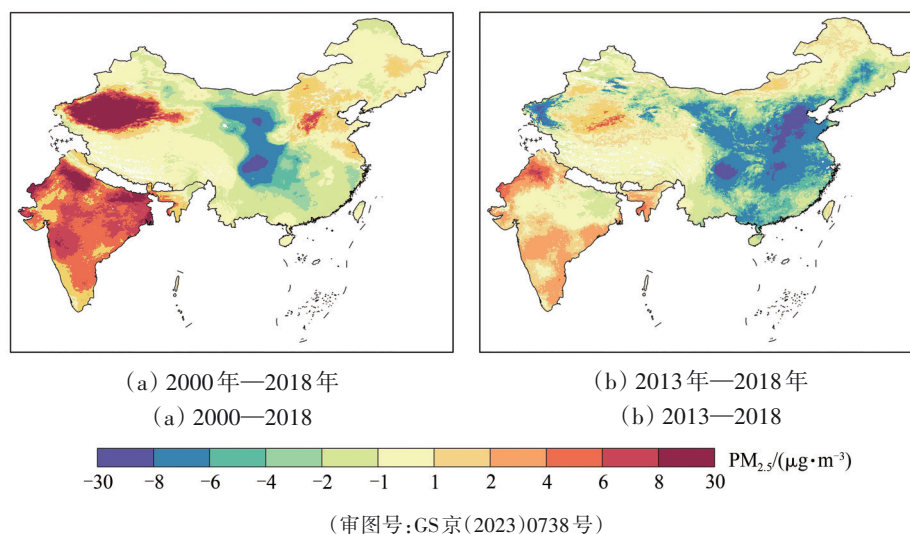 (a) 2000年—2018年
(a) 2000—2018
(b) 2013年—2018年
(b) 2013—2018
-30 -8 -6 -4 -2 -1 1 2 4 6 8 30
PM2.5/(μg·m⁻³)
(审图号:GS京(2023)0738号)